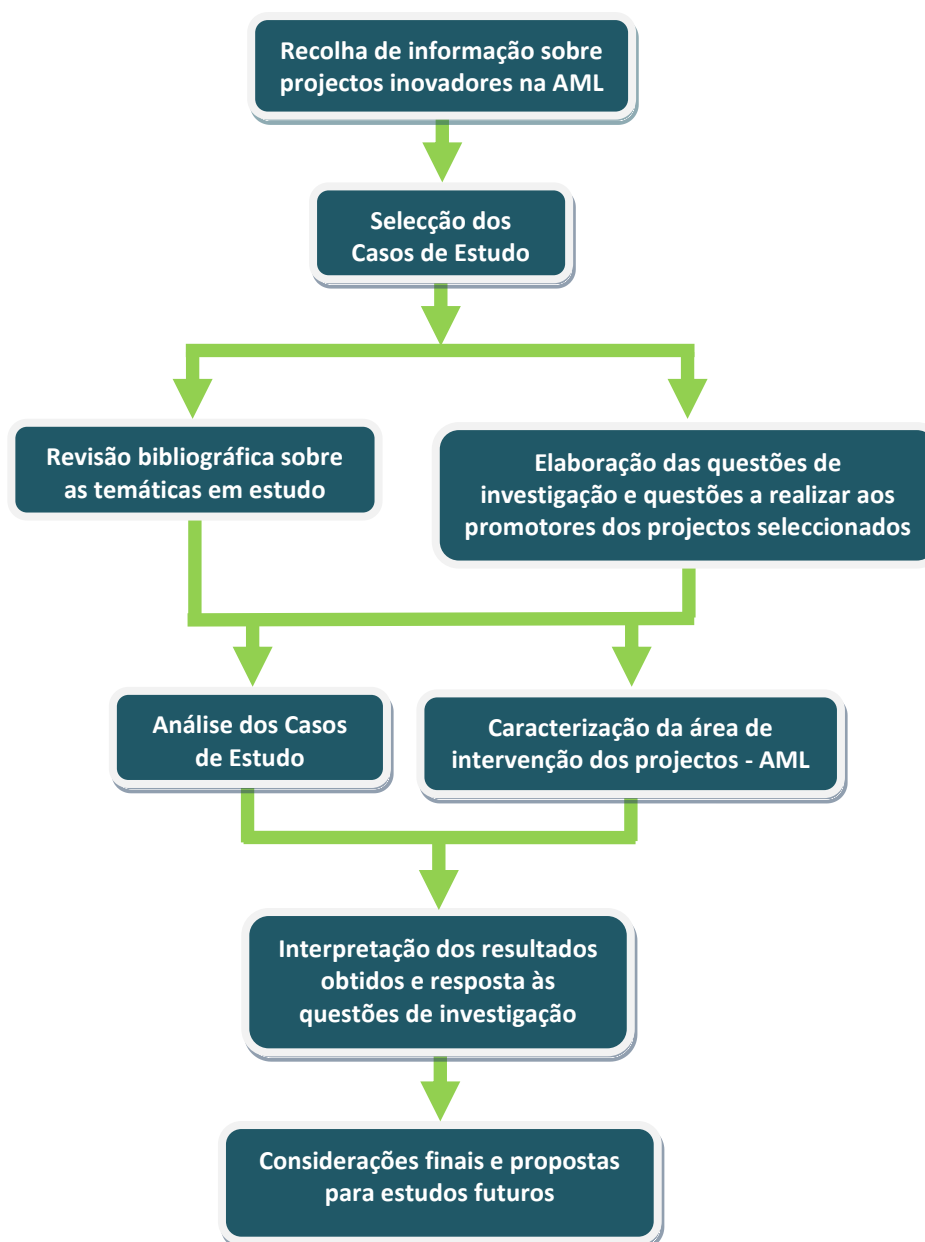 Recolha de informação sobre
projectos inovadores na AML
Selecção dos
Casos de Estudo
Revisão bibliográfica sobre
as temáticas em estudo
Elaboração das questões de
investigação e questões a realizar aos
promotores dos projectos seleccionados
Análise dos Casos
de Estudo
Caracterização da área de
intervenção dos projectos - AML
Interpretação dos resultados
obtidos e resposta às
questões de investigação
Considerações finais e propostas
para estudos futuros